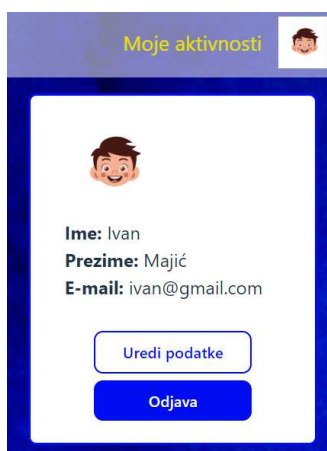 Moje aktivnosti
Ime: Ivan
Prezime: Majić
E-mail: ivan@gmail.com
Uredi podatke
Odjava